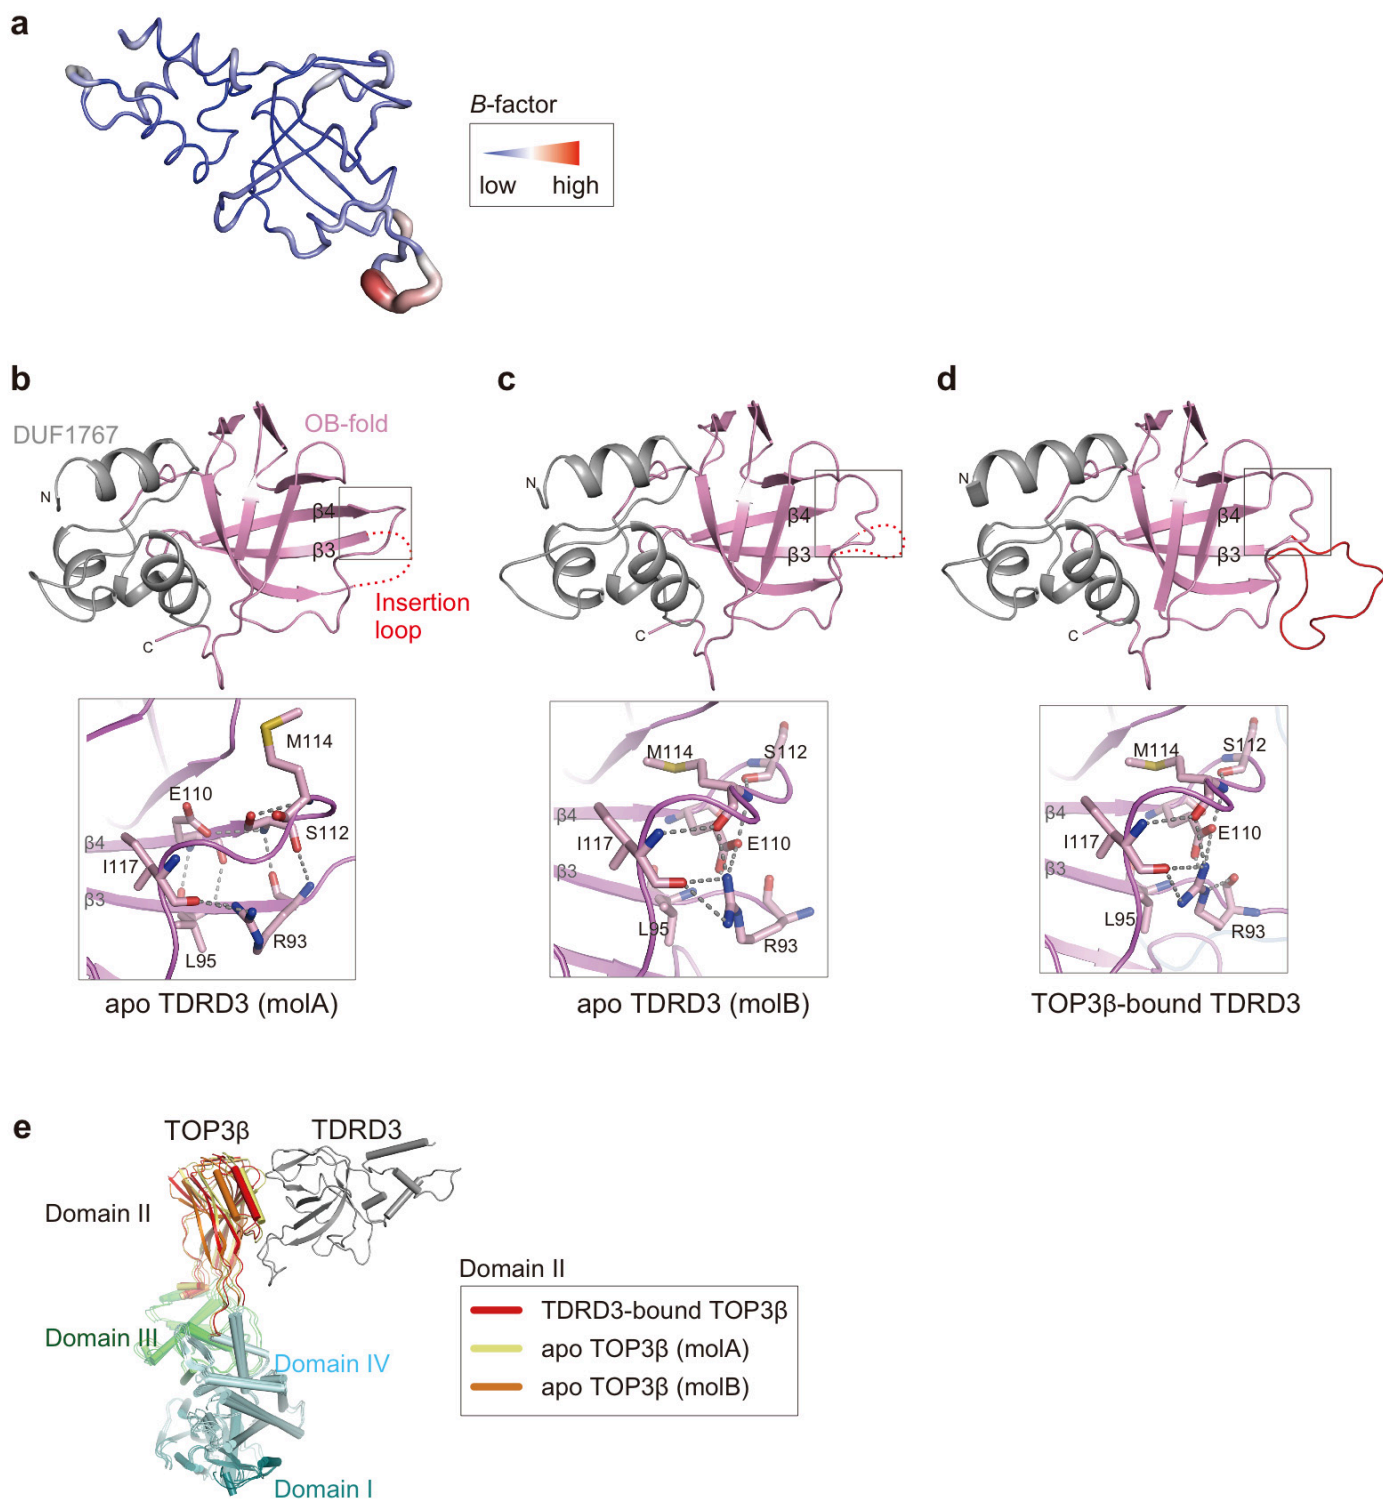 a
B-factor
low high
b
c
d
DUF1767
OB-fold
N
β4
β3
C
Insertion
loop
N
β4
β3
C
N
β4
β3
C
M114
E110
S112
β4
I117
β3
R93
L95
M114
S112
β4
I117
E110
β3
L95
R93
M114
S112
β4
I117
E110
β3
L95
R93
apo TDRD3 (molA)
apo TDRD3 (molB)
TOP3β-bound TDRD3
e
TOP3β
TDRD3
Domain II
Domain III
Domain IV
Domain I
Domain II
TDRD3-bound TOP3β
apo TOP3β (molA)
apo TOP3β (molB)